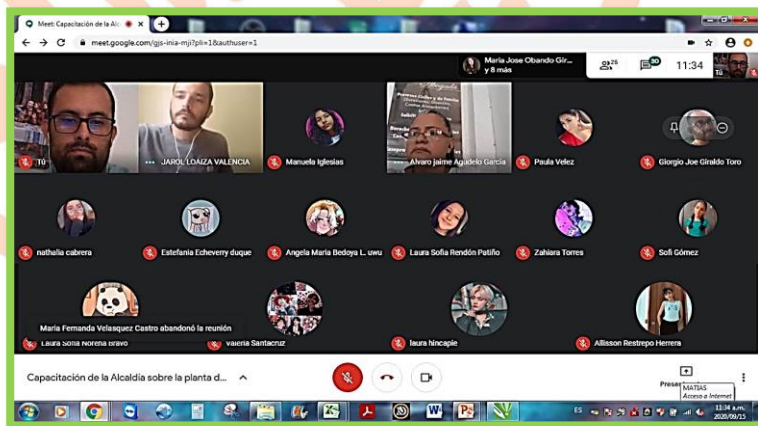 Meet: Capacitación de la Alc
meet.google.com/gjs-inia-mji?pli=1&authuser=1
Maria Jose Obando Gir...
y 8 más
26
30
11:34
Tú
Tú
JAROL LOAIZA VALENCIA
Manuela Iglesias
Alvaro jaime Agudelo Garcia
Paula Velez
Giorgio Joe Giraldo Toro
nathalia cabrera
Estefania Echeverry duque
Angela Maria Bedoya L. uwu
Laura Sofia Rendón Patiño
Zahiara Torres
Sofi Gómez
Maria Fernanda Velasquez Castro abandonó la reunión
Laura Sofia Noreña Bravo
Valeria Santacruz
laura hincapie
Allisson Restrepo Herrera
Capacitación de la Alcaldía sobre la planta d...
MATIAS
Acceso a Internet
ES
11:34 a.m.
2020/09/15